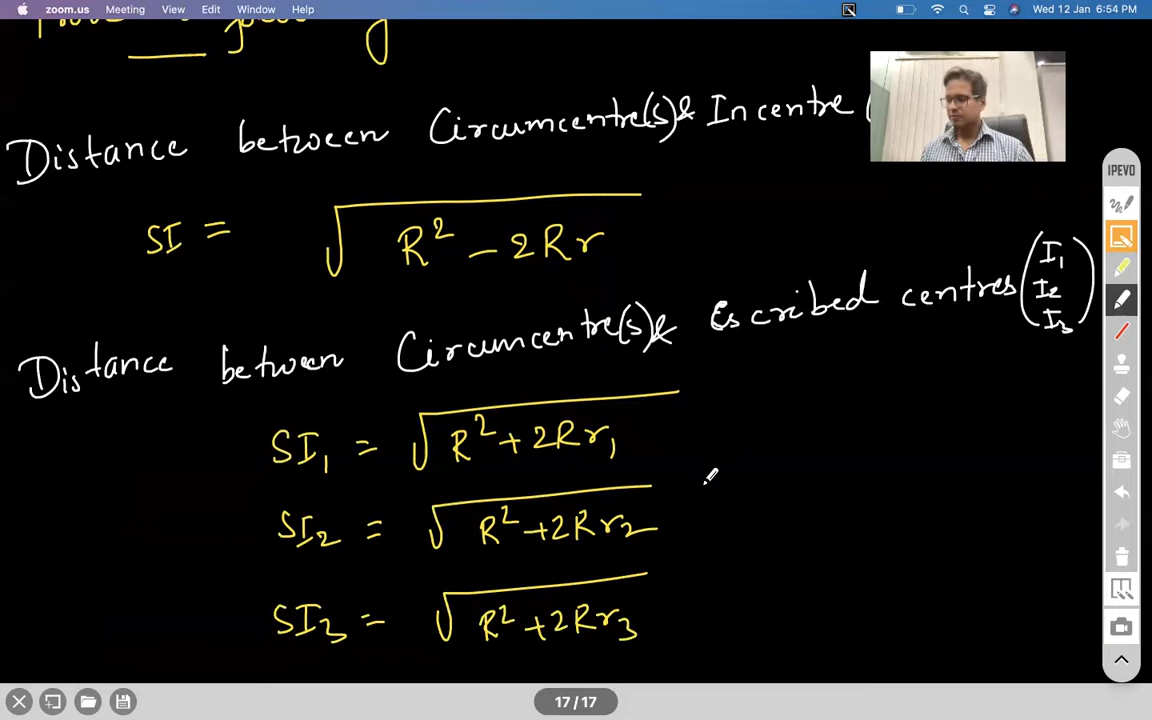 zoom.us Meeting View Edit Window Help Wed 12 Jan 6:54 PM
Distance between Circumcentre(s) & Incentre (
SI = √(R² - 2Rr)
IPEVO
Distance between Circumcentre(s) & Escribed centres (I₁ I₂ I₃)
SI₁ = √(R² + 2Rr₁)
SI₂ = √(R² + 2Rr₂)
SI₃ = √(R² + 2Rr₃)
17/17